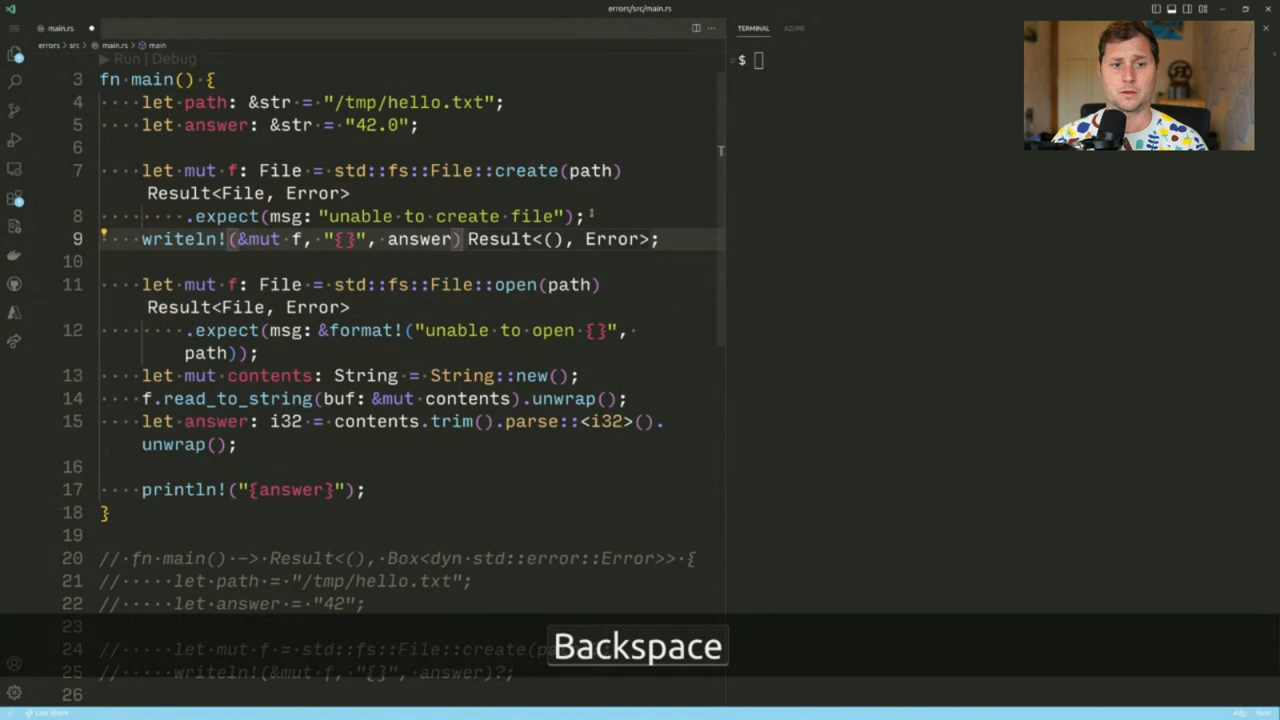 errors/src/main.rs
main.rs
TERMINAL
AZURE
errors > src > main.rs > main
▶ Run | Debug
$
3 fn·main()·{
4 ····let·path:·&str·=·"/tmp/hello.txt";
5 ····let·answer:·&str·=·"42.0";
6
7 ····let·mut·f:·File·=·std::fs::File::create(path)
Result<File, Error>
8 ········.expect(msg:"unable·to·create·file");
9 ····writeln!(&mut·f,·"{}",·answer) Result<(), Error>;
10
11 ····let·mut·f:·File·=·std::fs::File::open(path)
Result<File, Error>
12 ········.expect(msg:&format!("unable·to·open·{}",·
path));
13 ····let·mut·contents:·String·=·String::new();
14 ····f.read_to_string(buf:&mut·contents).unwrap();
15 ····let·answer:·i32·=·contents.trim().parse::<i32>().
unwrap();
16
17 ····println!("{answer}");
18 }
19
20 //·fn·main()·->·Result<(),·Box<dyn·std::error::Error>>·{
21 //·····let·path·=·"/tmp/hello.txt";
22 //·····let·answer·=·"42";
23
24 //·····let·mut·f·=·std::fs::File::create(
Backspace
25 //·····writeln!(&mut·f,·"{}",·answer)?;
26
Live Share
Rust